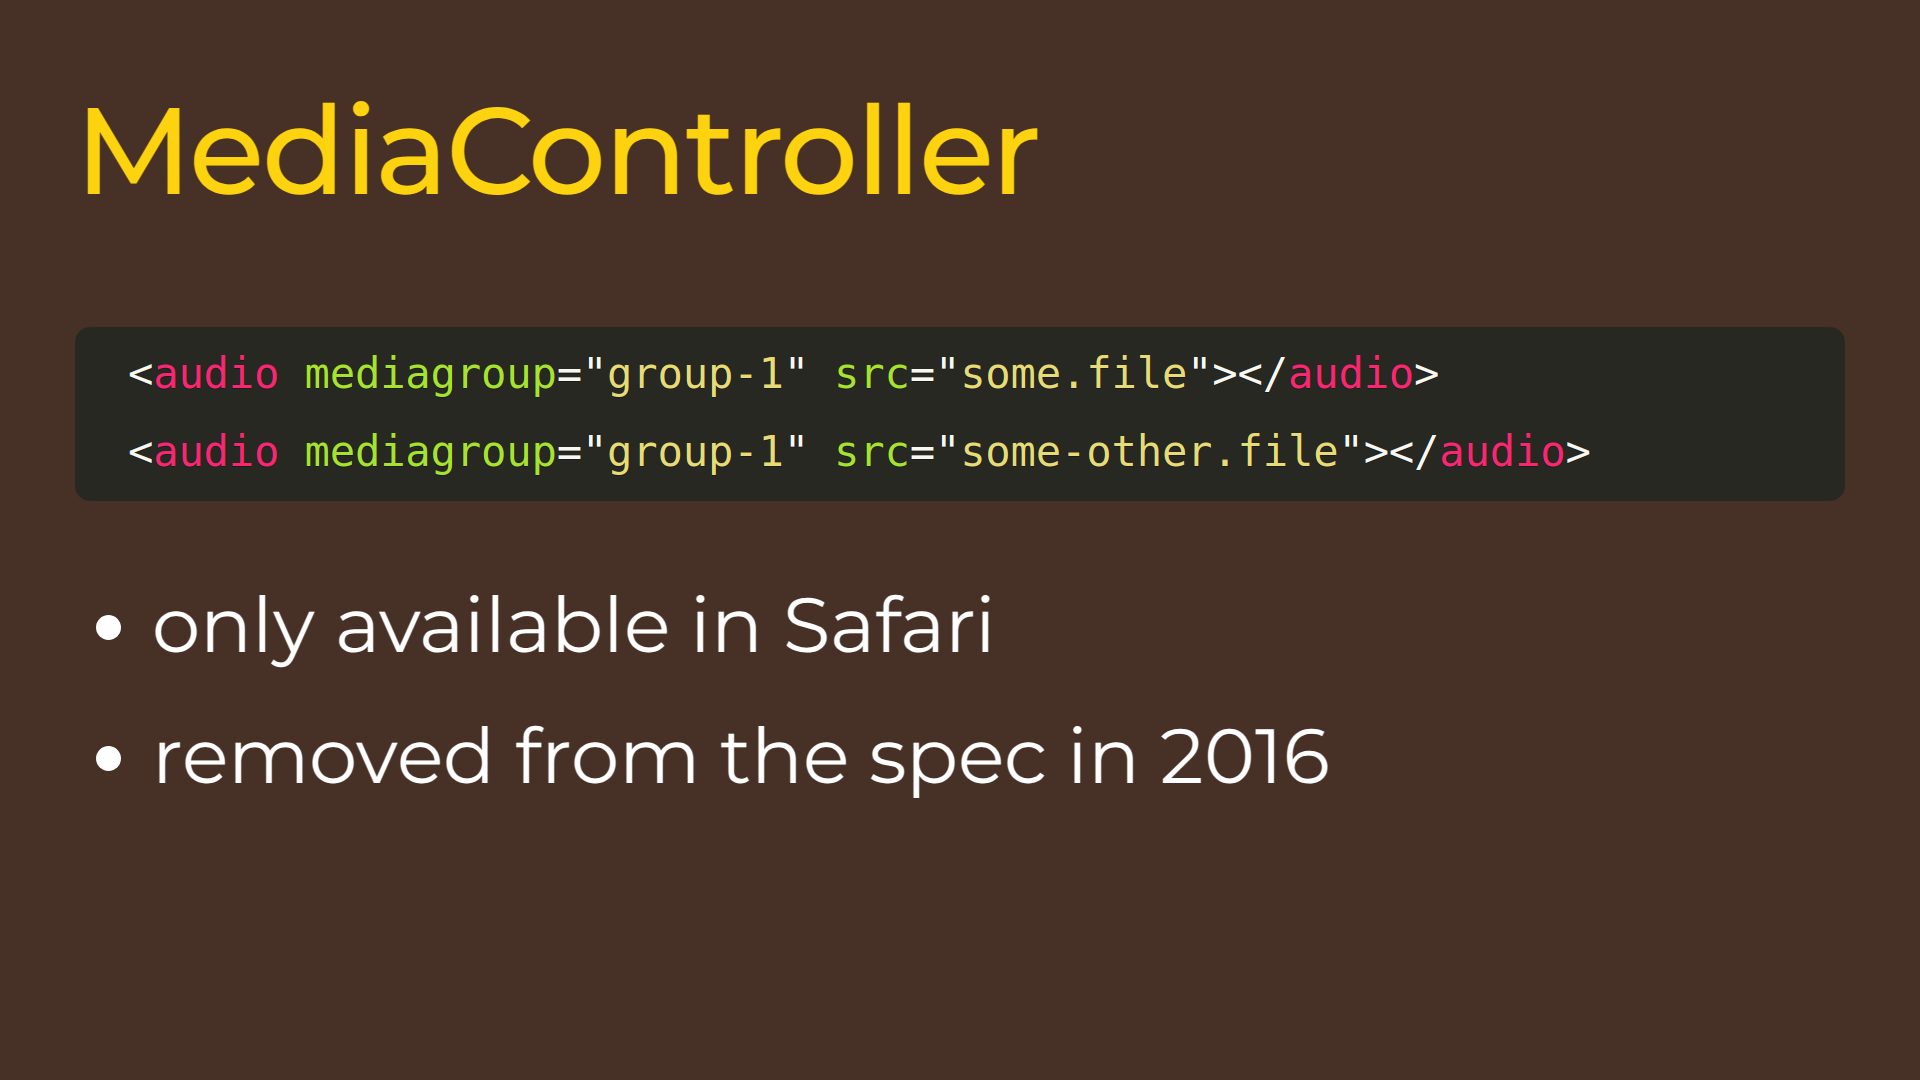 MediaController
<audio mediagroup="group-1" src="some.file"></audio>
<audio mediagroup="group-1" src="some-other.file"></audio>
• only available in Safari
• removed from the spec in 2016